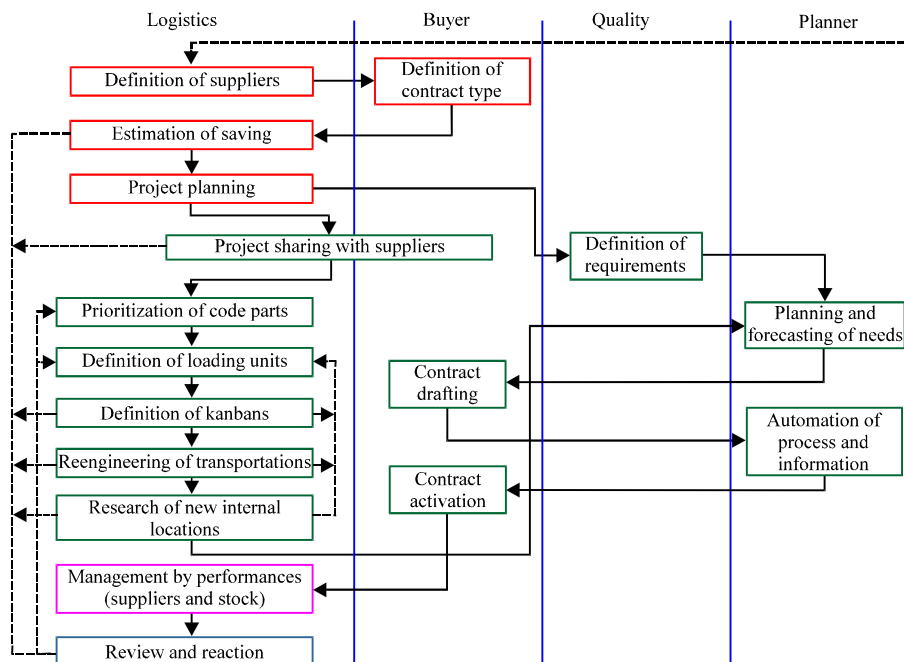 Logistics
Buyer
Quality
Planner
Definition of suppliers
Definition of
contract type
Estimation of saving
Project planning
Project sharing with suppliers
Definition of
requirements
Prioritization of code parts
Planning and
forecasting of needs
Definition of loading units
Contract
drafting
Definition of kanbans
Automation of
process and
information
Reengineering of transportations
Contract
activation
Research of new internal
locations
Management by performances
(suppliers and stock)
Review and reaction